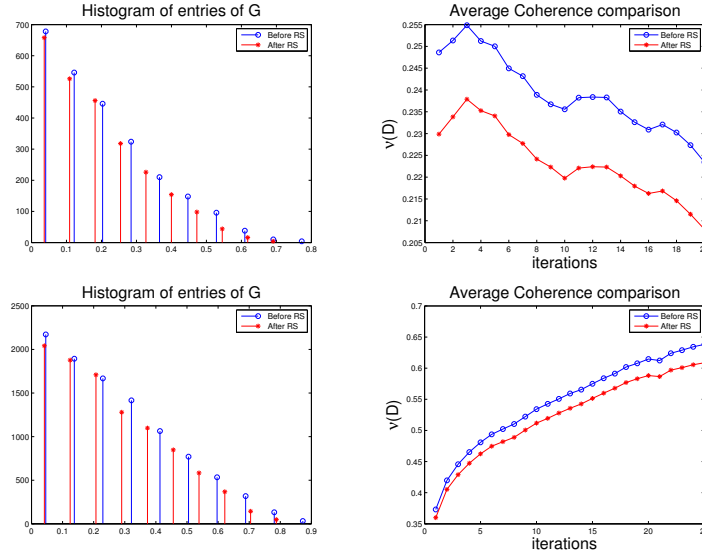 Histogram of entries of G
700
600
500
400
300
200
100
0
0 0.1 0.2 0.3 0.4 0.5 0.6 0.7 0.8
Before RS
After RS
Average Coherence comparison
0.255
0.25
0.245
0.24
0.235
0.23
0.225
0.22
0.215
0.21
0.205
ν(D)
0 2 4 6 8 10 12 14 16 18
iterations
Before RS
After RS
Histogram of entries of G
2500
2000
1500
1000
500
0
0 0.1 0.2 0.3 0.4 0.5 0.6 0.7 0.8 0.9
Before RS
After RS
Average Coherence comparison
0.7
0.65
0.6
0.55
0.5
0.45
0.4
0.35
ν(D)
0 5 10 15 20
iterations
Before RS
After RS